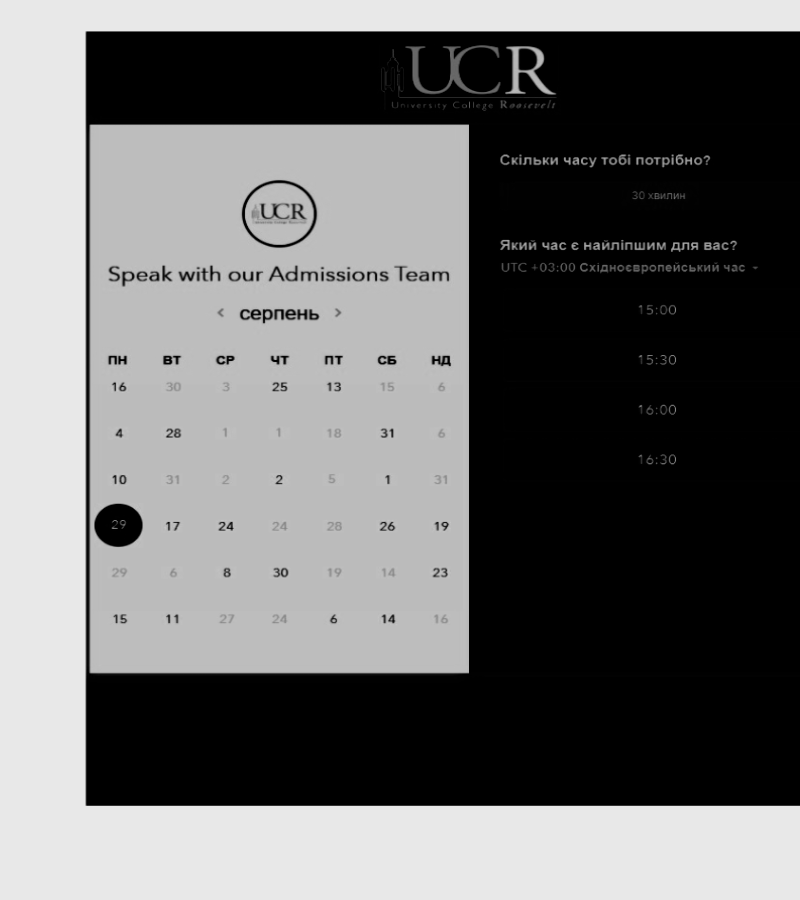 UCR
University College Roosevelt
UCR
Speak with our Admissions Team
< серпень >
ПН ВТ СР ЧТ ПТ СБ НД
16 30 3 25 13 15 6
4 28 1 1 18 31 6
10 31 2 2 5 1 31
29 17 24 24 28 26 19
29 6 8 30 19 14 23
15 11 27 24 6 14 16
Скільки часу тобі потрібно?
30 хвилин
Який час є найліпшим для вас?
UTC +03:00 Східноєвропейський час
15:00
15:30
16:00
16:30